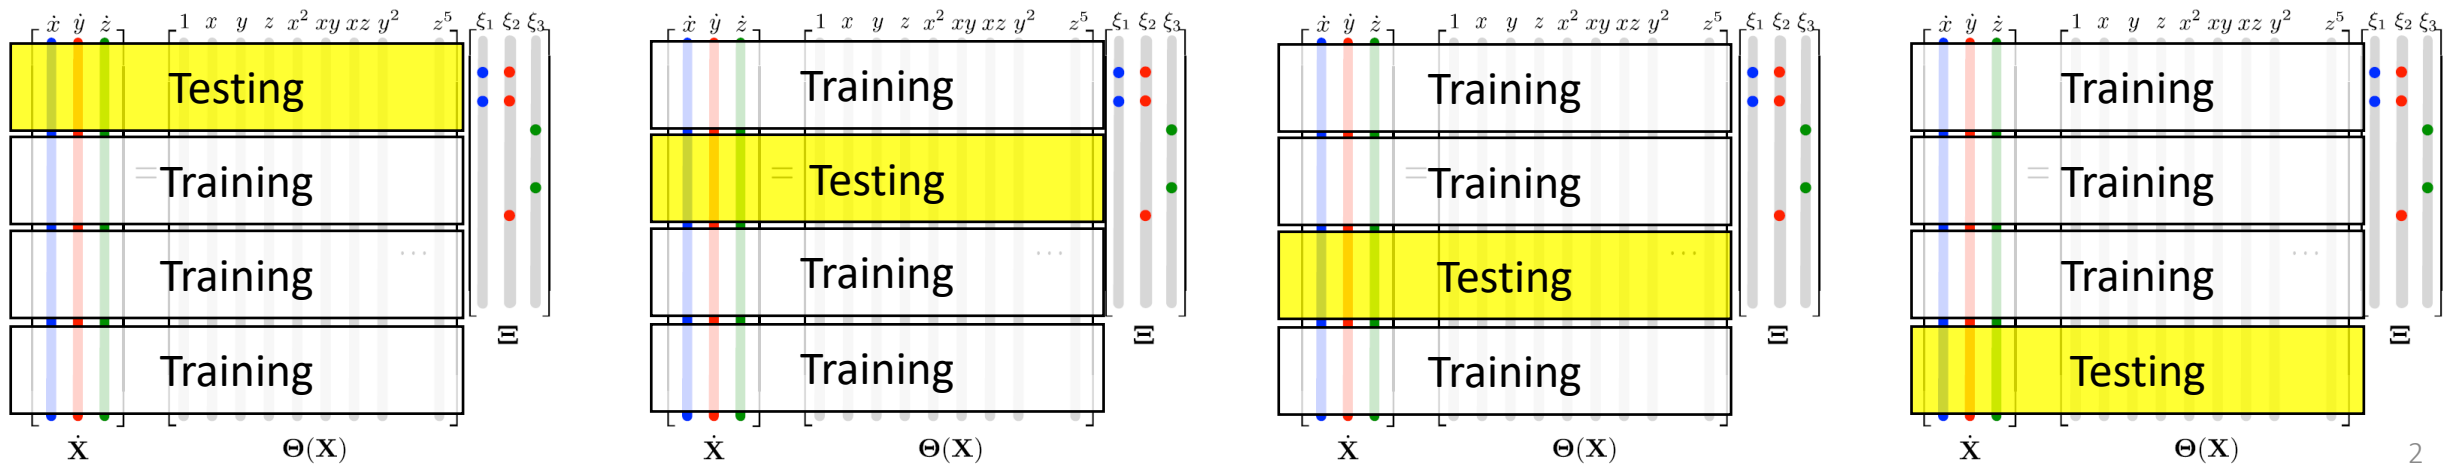 ẋ ẏ ż 1 x y z x² xy xz y² z⁵ ξ₁ ξ₂ ξ₃
Testing
= Training
Training
...
Training
Ξ
Ẋ Θ(X)
ẋ ẏ ż 1 x y z x² xy xz y² z⁵ ξ₁ ξ₂ ξ₃
Training
= Testing
Training
...
Training
Ξ
Ẋ Θ(X)
ẋ ẏ ż 1 x y z x² xy xz y² z⁵ ξ₁ ξ₂ ξ₃
Training
= Training
Testing
...
Training
Ξ
Ẋ Θ(X)
ẋ ẏ ż 1 x y z x² xy xz y² z⁵ ξ₁ ξ₂ ξ₃
Training
= Training
Training
...
Testing
Ξ
Ẋ Θ(X)
2